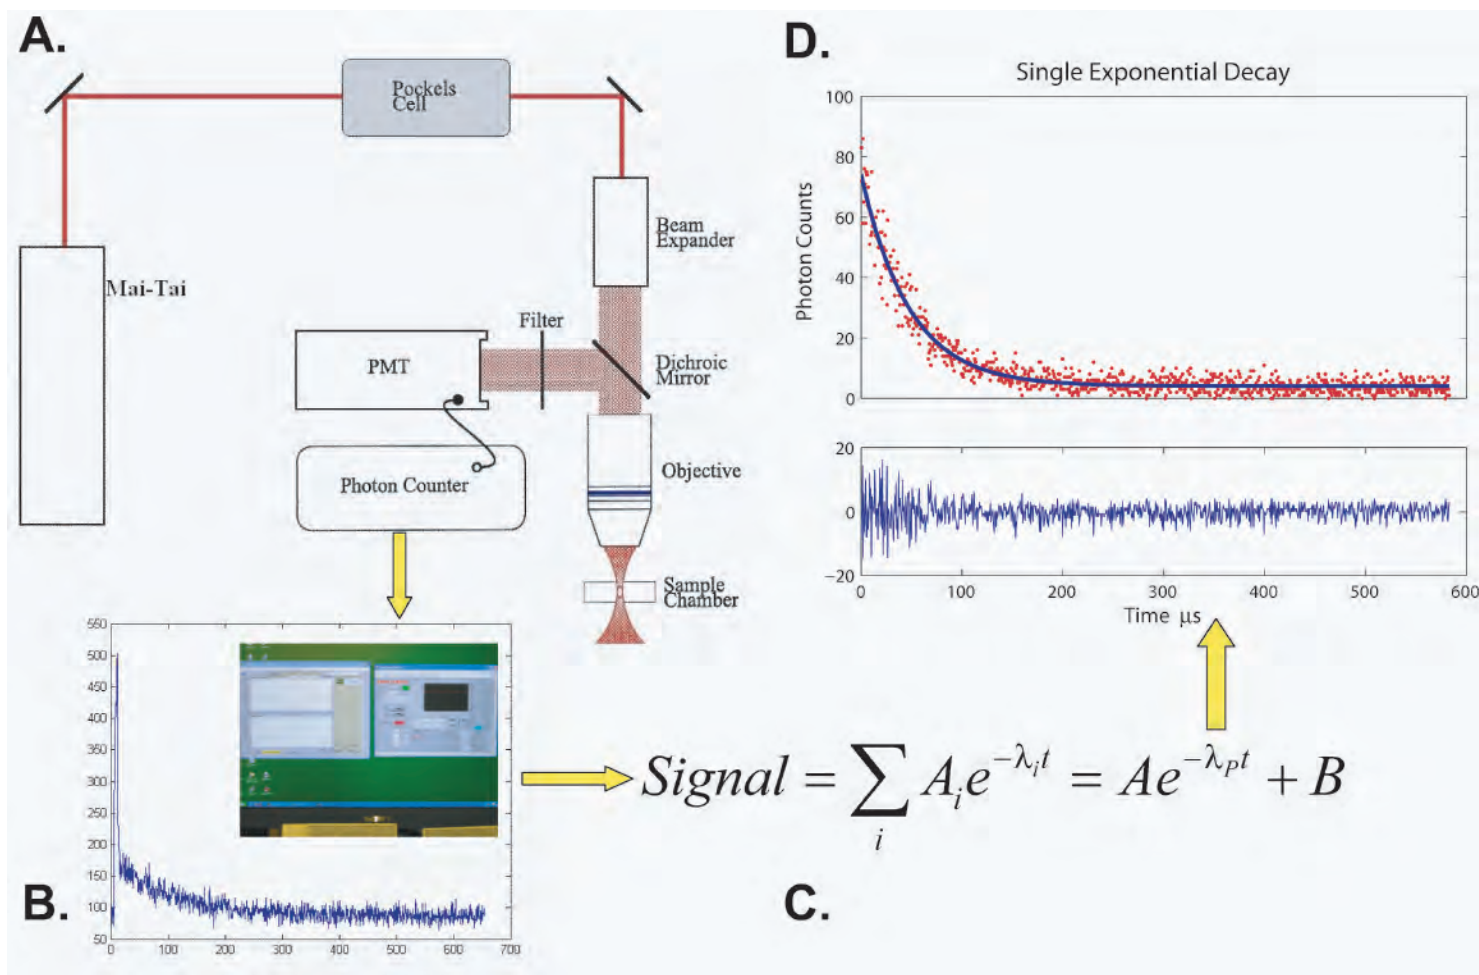 A.
Pockels
Cell
Beam
Expander
Mai-Tai
Filter
PMT
Dichroic
Mirror
Objective
Photon Counter
Sample
Chamber
D.
Single Exponential Decay
Photon Counts
100
80
60
40
20
0
20
0
−20
0 100 200 300 400 500 600
Time μs
550
500
450
400
350
300
250
200
150
100
50
0 100 200 300 400 500 600 700
B.
Signal = ∑ᵢ Aᵢe^(−λᵢt) = Ae^(−λ_P t) + B
C.